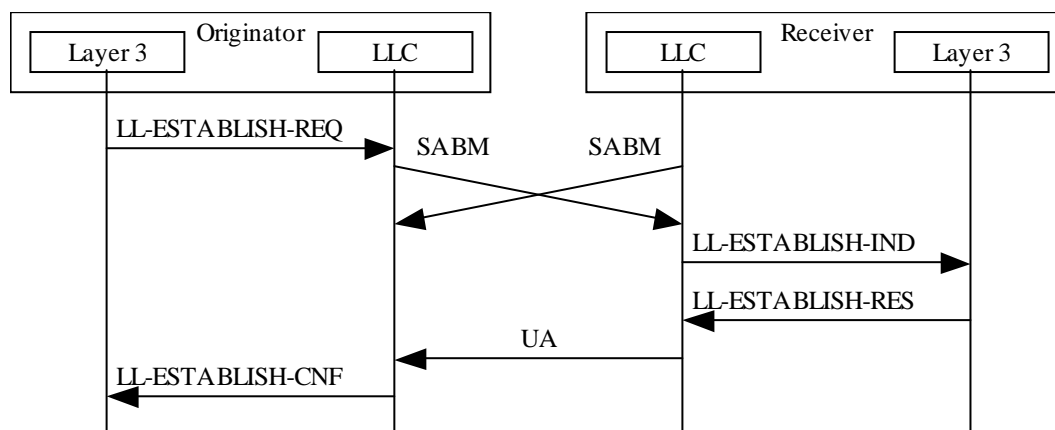 Originator
Receiver
Layer 3
LLC
LLC
Layer 3
LL-ESTABLISH-REQ
SABM
SABM
LL-ESTABLISH-IND
LL-ESTABLISH-RES
UA
LL-ESTABLISH-CNF